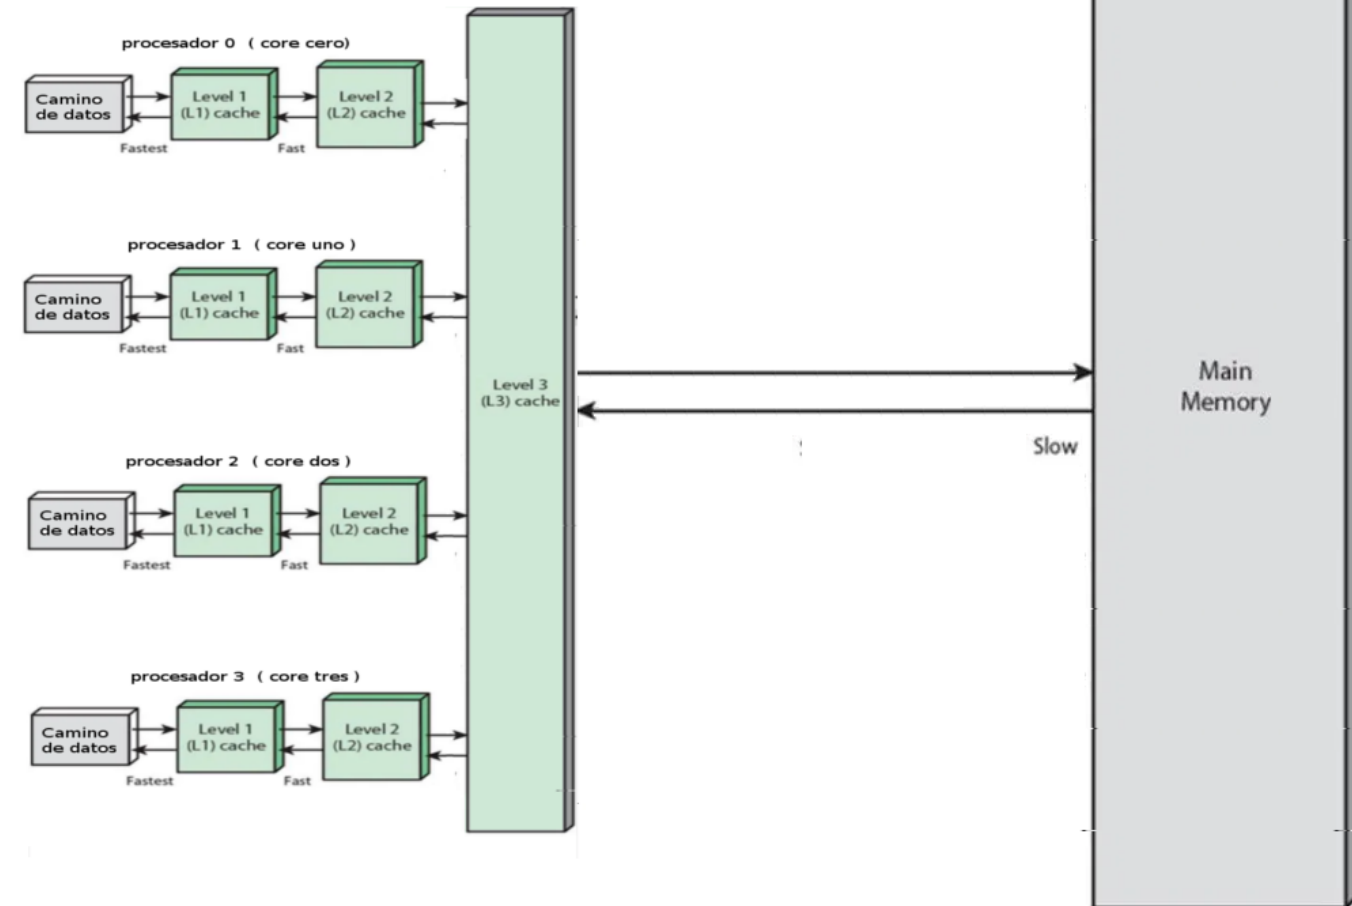 procesador 0 ( core cero)
Camino
de datos
Level 1
(L1) cache
Level 2
(L2) cache
Fastest
Fast
procesador 1 ( core uno )
Camino
de datos
Level 1
(L1) cache
Level 2
(L2) cache
Fastest
Fast
Level 3
(L3) cache
Main
Memory
Slow
procesador 2 ( core dos )
Camino
de datos
Level 1
(L1) cache
Level 2
(L2) cache
Fastest
Fast
procesador 3 ( core tres )
Camino
de datos
Level 1
(L1) cache
Level 2
(L2) cache
Fastest
Fast